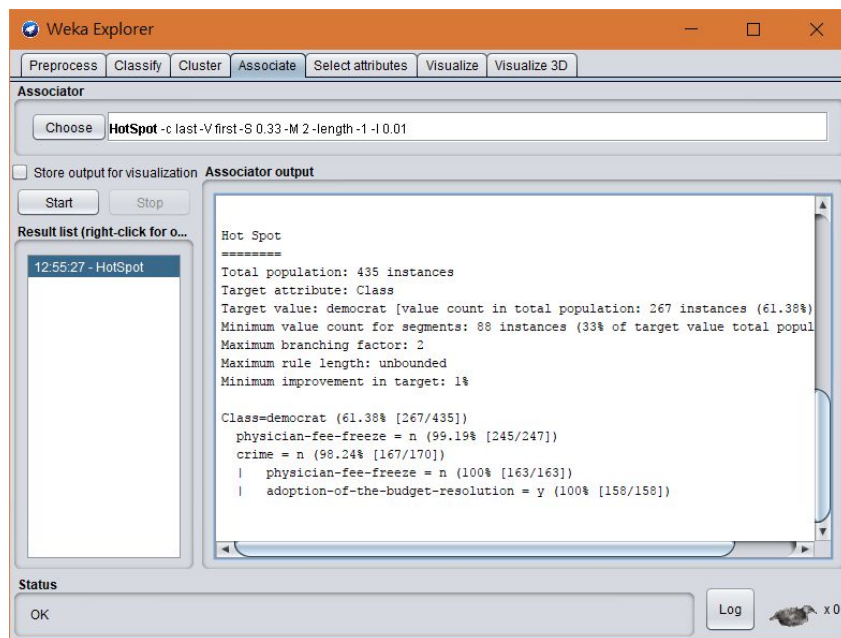 Weka Explorer
Preprocess Classify Cluster Associate Select attributes Visualize Visualize 3D
Associator
Choose HotSpot -c last -V first -S 0.33 -M 2 -length -1 -I 0.01
Store output for visualization Associator output
Start Stop
Result list (right-click for o...
12:55:27 - HotSpot
Hot Spot
========
Total population: 435 instances
Target attribute: Class
Target value: democrat [value count in total population: 267 instances (61.38%)
Minimum value count for segments: 88 instances (33% of target value total popul
Maximum branching factor: 2
Maximum rule length: unbounded
Minimum improvement in target: 1%
Class=democrat (61.38% [267/435])
physician-fee-freeze = n (99.19% [245/247])
crime = n (98.24% [167/170])
| physician-fee-freeze = n (100% [163/163])
| adoption-of-the-budget-resolution = y (100% [158/158])
Status
OK
Log x 0